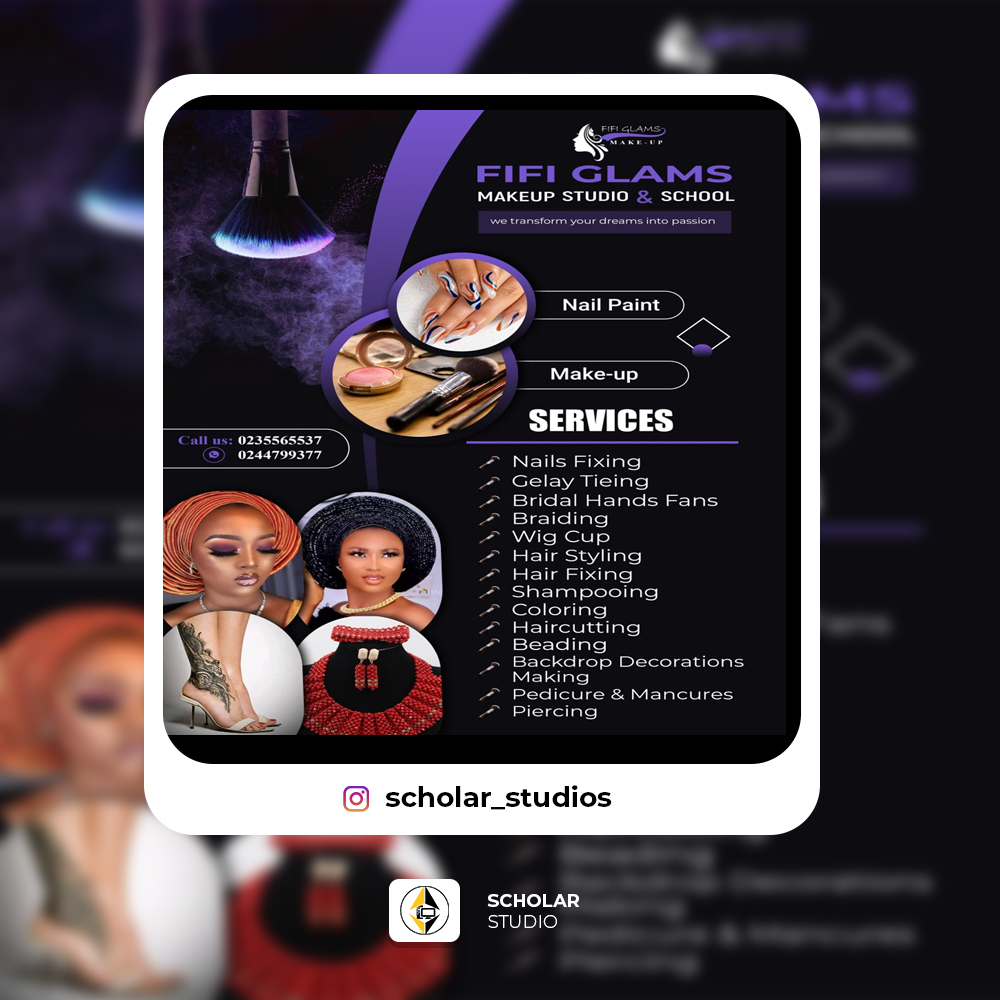 FIFI GLAMS
MAKE-UP
FIFI GLAMS
MAKEUP STUDIO & SCHOOL
we transform your dreams into passion
Nail Paint
Make-up
SERVICES
Call us: 0235565537
0244799377
Nails Fixing
Gelay Tieing
Bridal Hands Fans
Braiding
Wig Cup
Hair Styling
Hair Fixing
Shampooing
Coloring
Haircutting
Beading
Backdrop Decorations
Making
Pedicure & Mancures
Piercing
scholar_studios
SCHOLAR
STUDIO